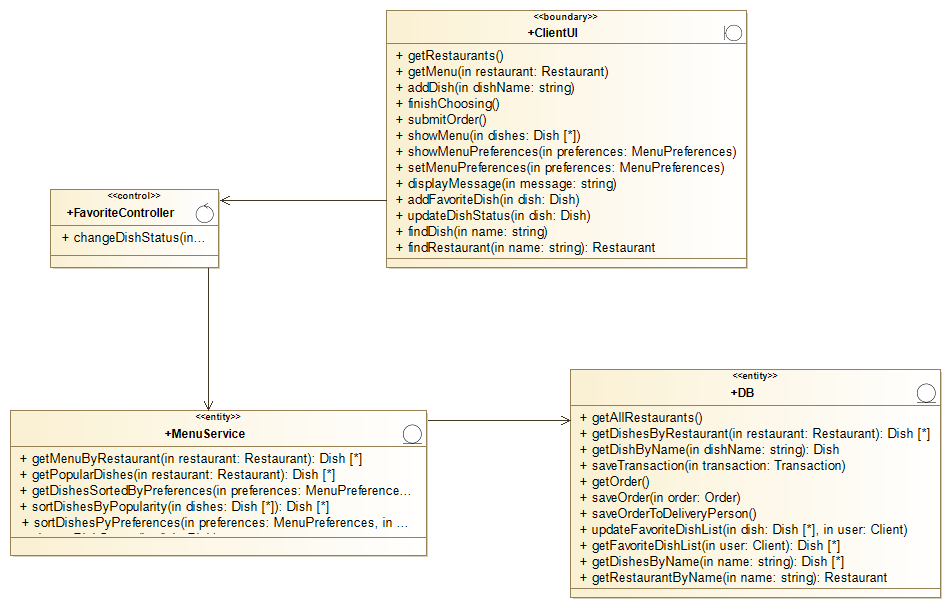 <<boundary>>
+ClientUI
+ getRestaurants()
+ getMenu(in restaurant: Restaurant)
+ addDish(in dishName: string)
+ finishChoosing()
+ submitOrder()
+ showMenu(in dishes: Dish [*])
+ showMenuPreferences(in preferences: MenuPreferences)
+ setMenuPreferences(in preferences: MenuPreferences)
+ displayMessage(in message: string)
+ addFavoriteDish(in dish: Dish)
+ updateDishStatus(in dish: Dish)
+ findDish(in name: string)
+ findRestaurant(in name: string): Restaurant
<<control>>
+FavoriteController
+ changeDishStatus(in...
<<entity>>
+MenuService
+ getMenuByRestaurant(in restaurant: Restaurant): Dish [*]
+ getPopularDishes(in restaurant: Restaurant): Dish [*]
+ getDishesSortedByPreferences(in preferences: MenuPreference...
+ sortDishesByPopularity(in dishes: Dish [*]): Dish [*]
+ sortDishesPyPreferences(in preferences: MenuPreferences, in ...
<<entity>>
+DB
+ getAllRestaurants()
+ getDishesByRestaurant(in restaurant: Restaurant): Dish [*]
+ getDishByName(in dishName: string): Dish
+ saveTransaction(in transaction: Transaction)
+ getOrder()
+ saveOrder(in order: Order)
+ saveOrderToDeliveryPerson()
+ updateFavoriteDishList(in dish: Dish [*], in user: Client)
+ getFavoriteDishList(in user: Client): Dish [*]
+ getDishesByName(in name: string): Dish [*]
+ getRestaurantByName(in name: string): Restaurant